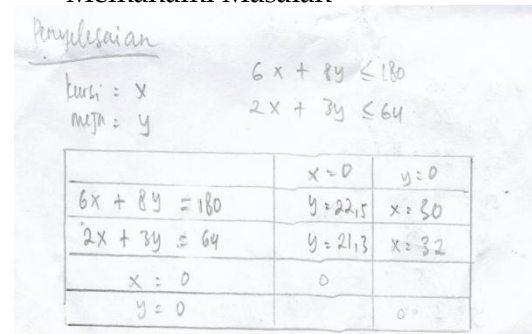 Memahami Masalah
Penyelesaian
kursi = x
meja = y
6x + 8y ≤ 180
2x + 3y ≤ 64
x = 0 y = 0
6x + 8y = 180 y = 22,5 x = 30
2x + 3y = 64 y = 21,3 x = 32
x = 0 0
y = 0 0